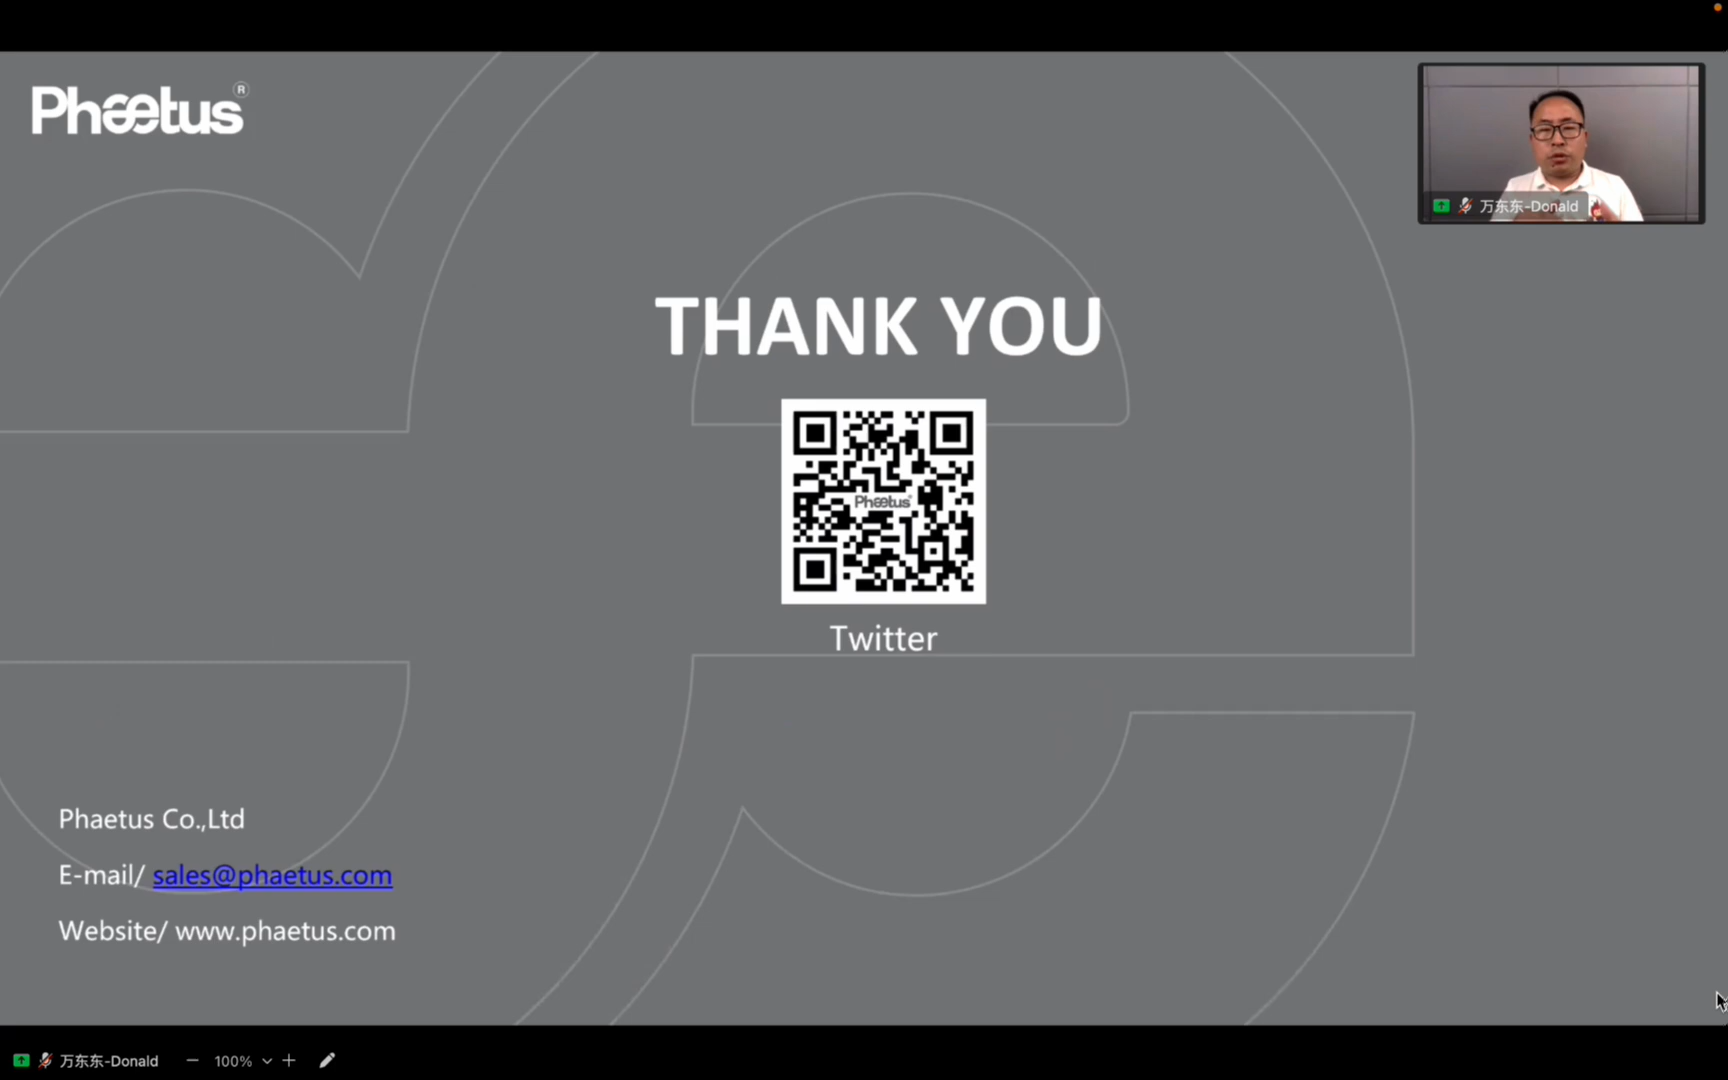 Phaetus®
万东东-Donald
THANK YOU
Phaetus®
Twitter
Phaetus Co.,Ltd
E-mail/ sales@phaetus.com
Website/ www.phaetus.com
万东东-Donald
100%